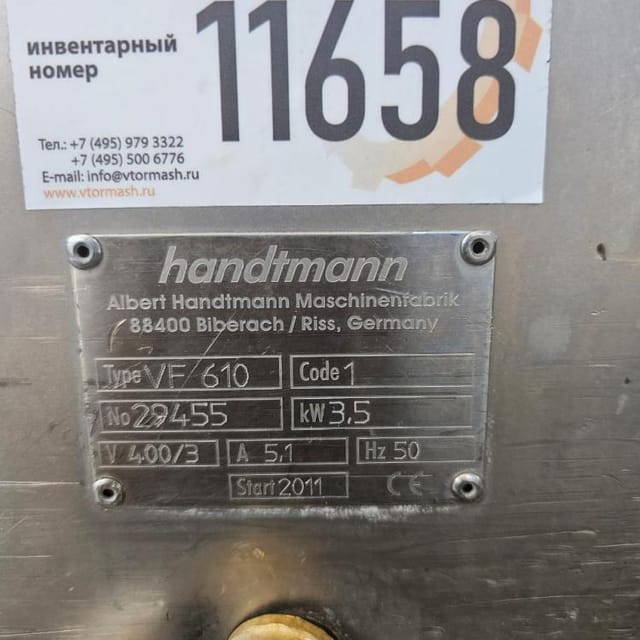 инвентарный
номер
11658
Тел.: +7 (495) 979 3322
+7 (495) 500 6776
E-mail: info@vtormash.ru
www.vtormash.ru
handtmann
Albert Handtmann Maschinenfabrik
88400 Biberach / Riss, Germany
Type VF 610 Code 1
No 29455 kW 3,5
V 400/3 A 5,1 Hz 50
Start 2011 CE